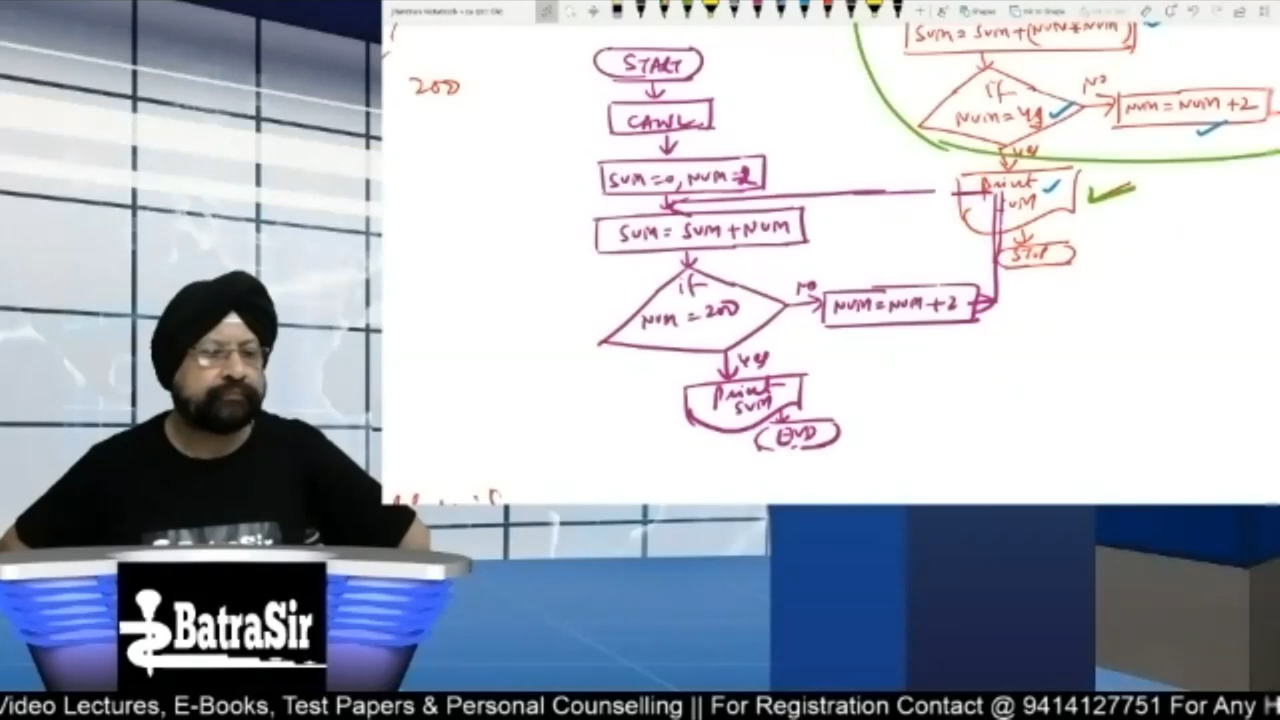 200
START
CAWL
SUM = 0, NUM = 2
SUM = SUM + NUM
if
NUM = 200
NO
NUM = NUM + 2
Yes
print
SUM
END
SUM = SUM + (NUM * NUM)
if
NUM = 49
NO
NUM = NUM + 2
Yes
print
SUM
STOP
BatraSir
Video Lectures, E-Books, Test Papers & Personal Counselling || For Registration Contact @ 9414127751 For Any H